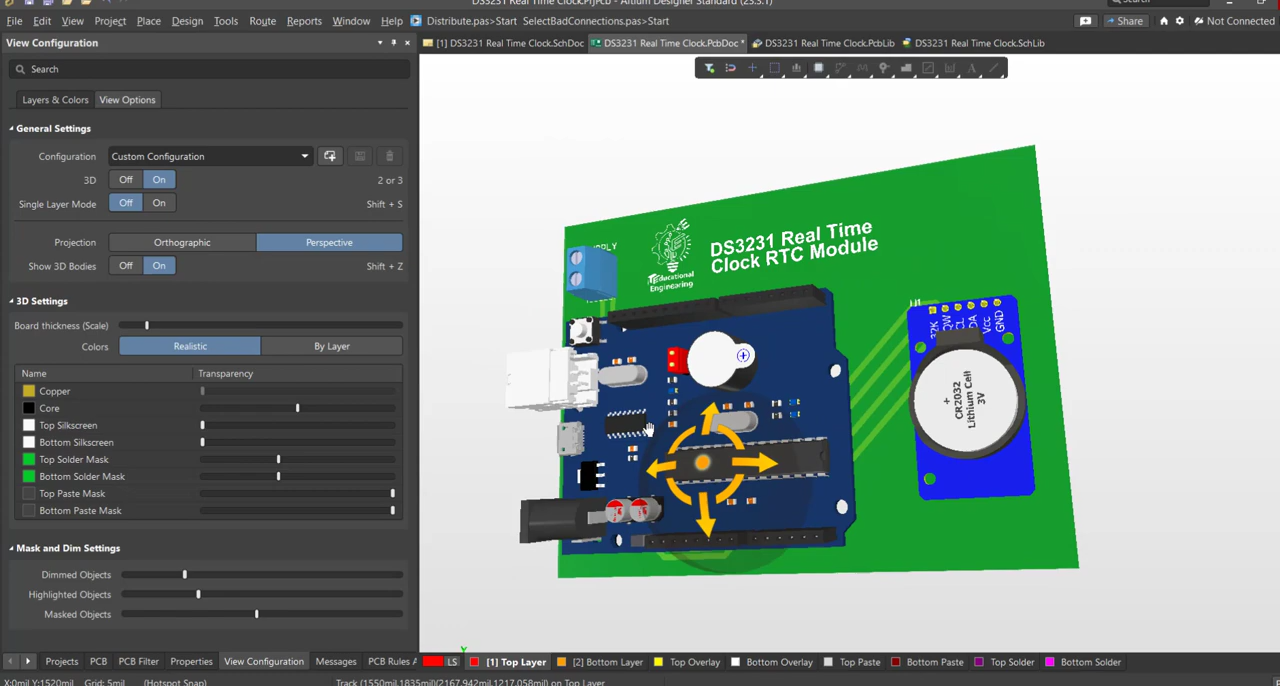 DS3231 Real Time Clock.PrjPcb - Altium Designer Standard (23.3.1)
Search
File Edit View Project Place Design Tools Route Reports Window Help Distribute.pas>Start SelectBadConnections.pas>Start Share Not Connected
View Configuration
[1] DS3231 Real Time Clock.SchDoc DS3231 Real Time Clock.PcbDoc * DS3231 Real Time Clock.PcbLib DS3231 Real Time Clock.SchLib
Search
Layers & Colors View Options
General Settings
Configuration Custom Configuration
3D Off On 2 or 3
Single Layer Mode Off On Shift + S
Projection Orthographic Perspective
Show 3D Bodies Off On Shift + Z
3D Settings
Board thickness (Scale)
Colors Realistic By Layer
Name Transparency
Copper
Core
Top Silkscreen
Bottom Silkscreen
Top Solder Mask
Bottom Solder Mask
Top Paste Mask
Bottom Paste Mask
Mask and Dim Settings
Dimmed Objects
Highlighted Objects
Masked Objects
Educational
Engineering
DS3231 Real Time
Clock RTC Module
U1
32K
Vcc
GND
+
CR2032
Lithium Cell
3V
Projects PCB PCB Filter Properties View Configuration Messages PCB Rules A
LS [1] Top Layer [2] Bottom Layer Top Overlay Bottom Overlay Top Paste Bottom Paste Top Solder Bottom Solder
X:0mil Y:1520mil Grid: 5mil (Hotspot Snap) Track (1550mil,1835mil)(2167.942mil,1217.058mil) on Top Layer